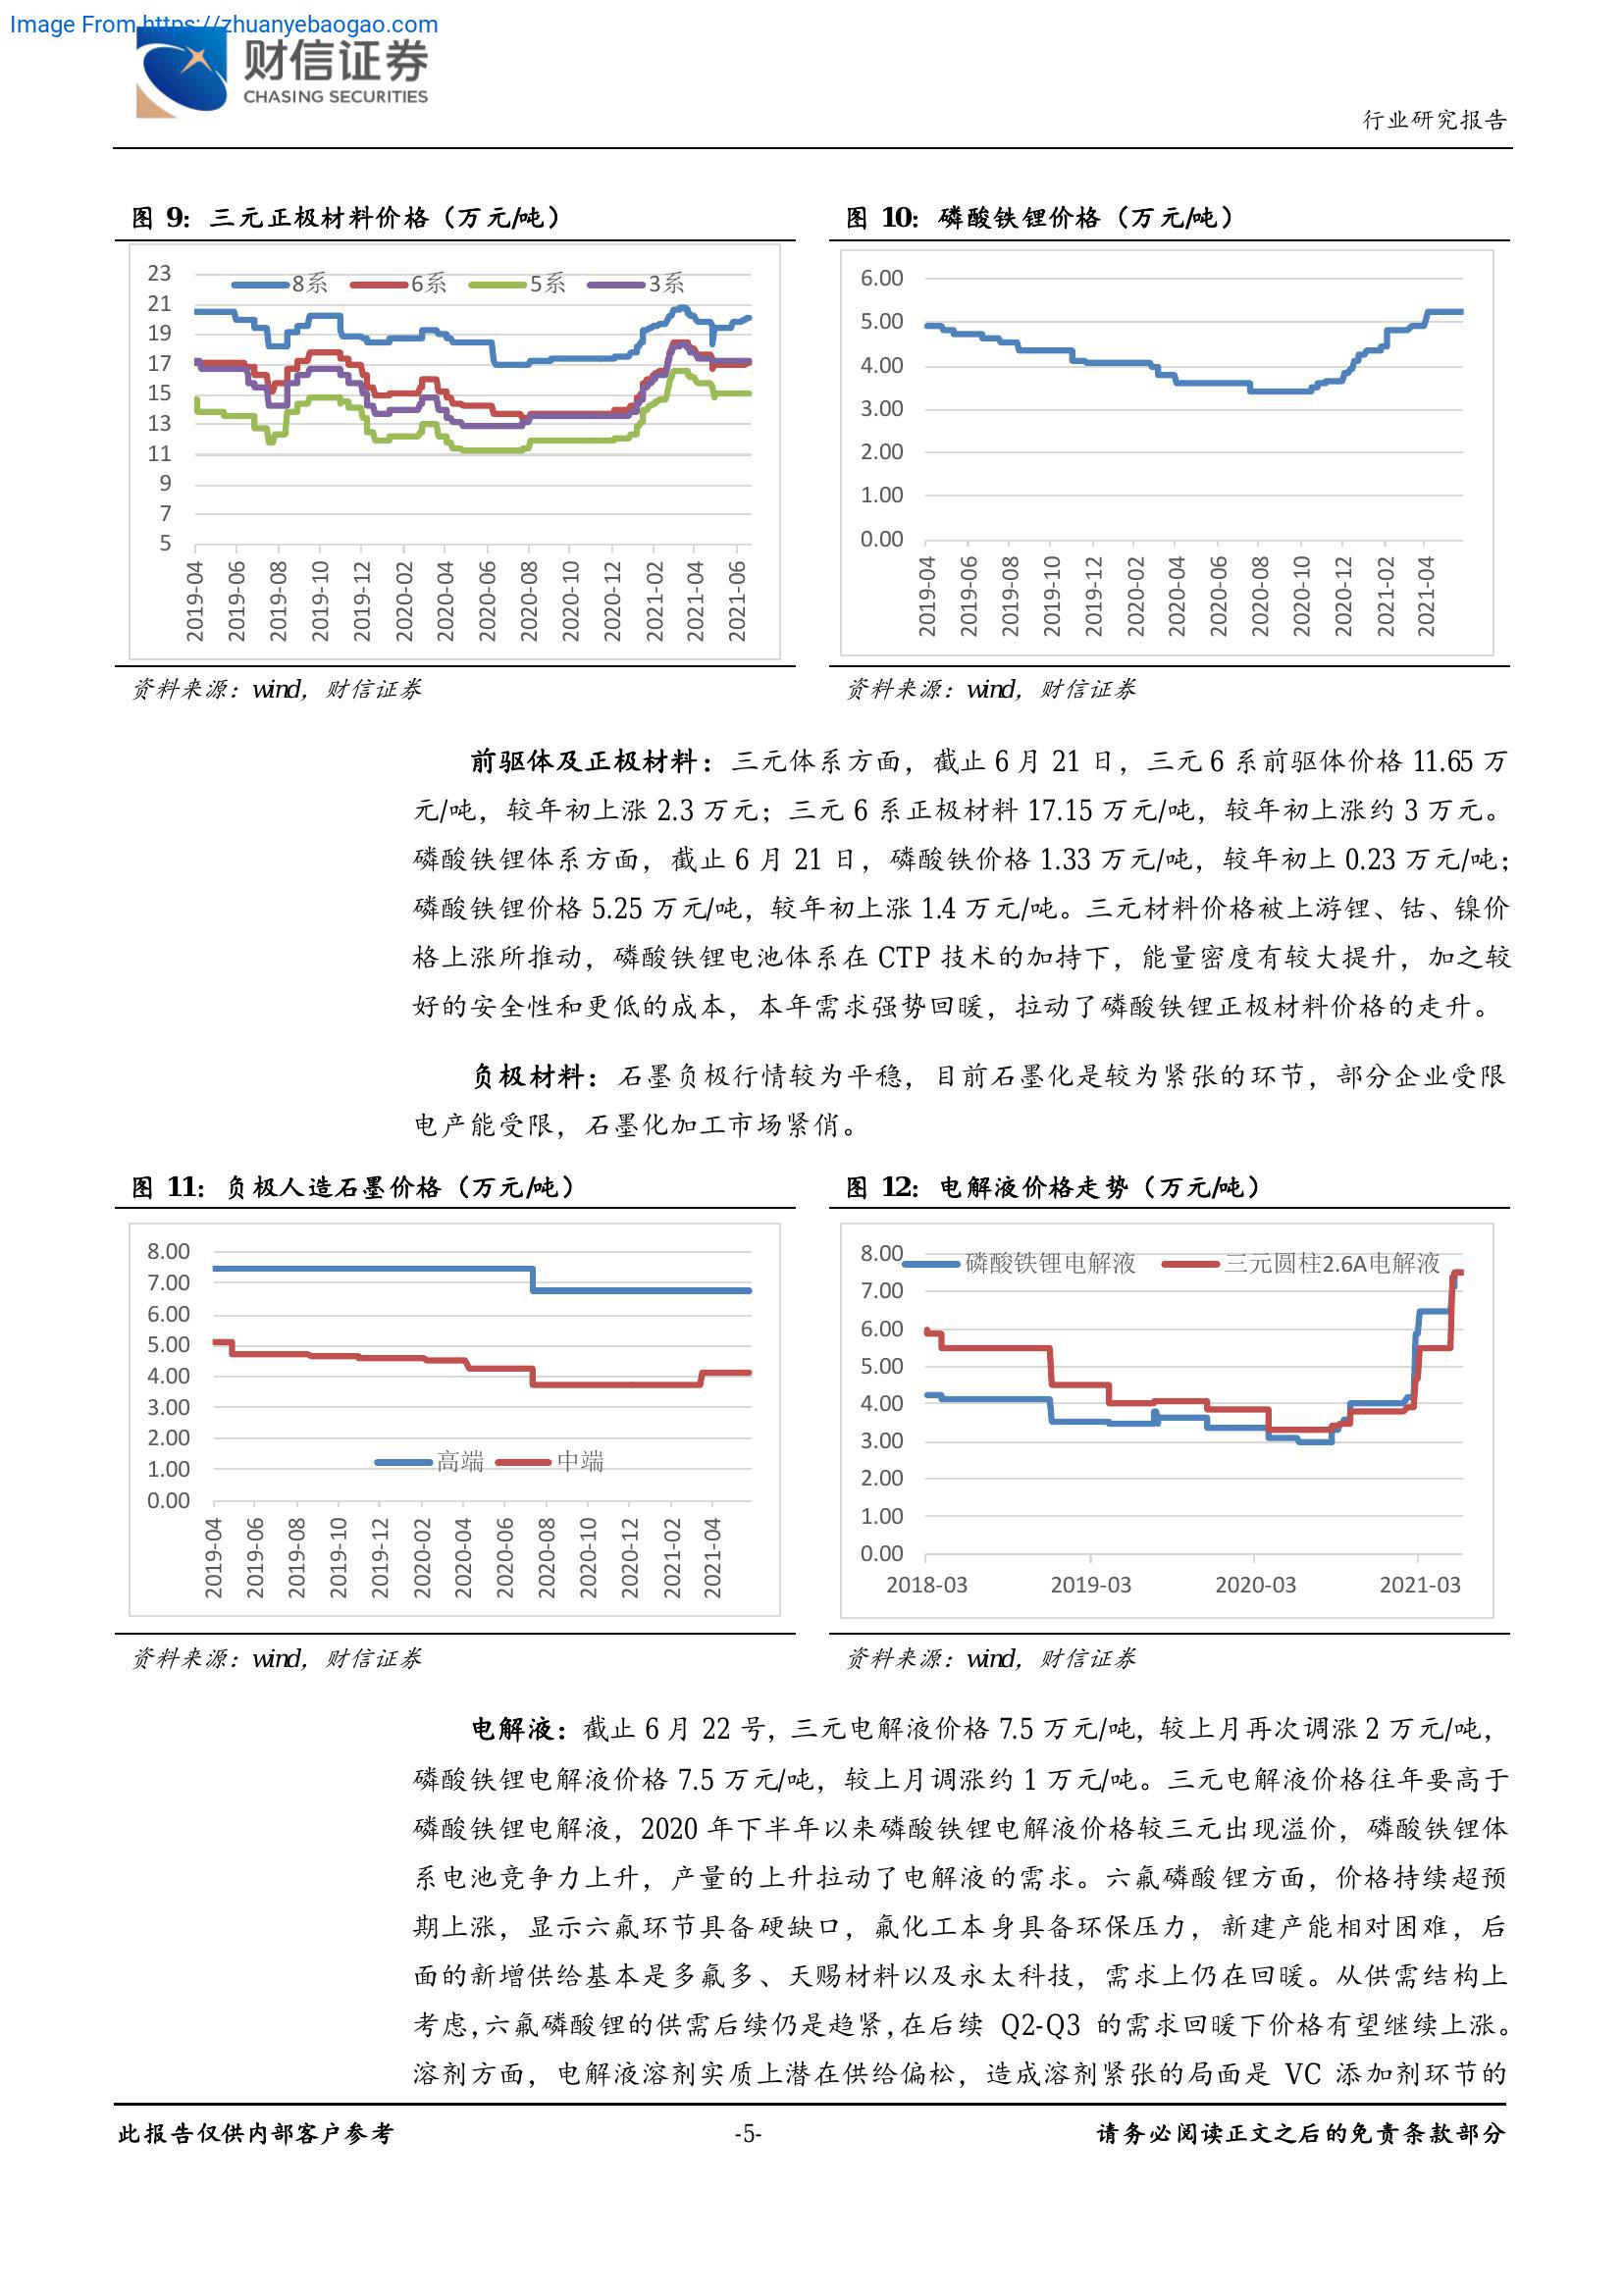 Image From https://zhuanyebaogao.com
财信证券
CHASING SECURITIES
行业研究报告
图 9：三元正极材料价格（万元/吨）
23
21
19
17
15
13
11
9
7
5
8系 6系 5系 3系
2019-04 2019-06 2019-08 2019-10 2019-12 2020-02 2020-04 2020-06 2020-08 2020-10 2020-12 2021-02 2021-04 2021-06
资料来源：wind，财信证券
图 10：磷酸铁锂价格（万元/吨）
6.00
5.00
4.00
3.00
2.00
1.00
0.00
2019-04 2019-06 2019-08 2019-10 2019-12 2020-02 2020-04 2020-06 2020-08 2020-10 2020-12 2021-02 2021-04
资料来源：wind，财信证券
前驱体及正极材料：三元体系方面，截止 6 月 21 日，三元 6 系前驱体价格 11.65 万
元/吨，较年初上涨 2.3 万元；三元 6 系正极材料 17.15 万元/吨，较年初上涨约 3 万元。
磷酸铁锂体系方面，截止 6 月 21 日，磷酸铁价格 1.33 万元/吨，较年初上 0.23 万元/吨；
磷酸铁锂价格 5.25 万元/吨，较年初上涨 1.4 万元/吨。三元材料价格被上游锂、钴、镍价
格上涨所推动，磷酸铁锂电池体系在 CTP 技术的加持下，能量密度有较大提升，加之较
好的安全性和更低的成本，本年需求强势回暖，拉动了磷酸铁锂正极材料价格的走升。
负极材料：石墨负极行情较为平稳，目前石墨化是较为紧张的环节，部分企业受限
电产能受限，石墨化加工市场紧俏。
图 11：负极人造石墨价格（万元/吨）
8.00
7.00
6.00
5.00
4.00
3.00
2.00
1.00
0.00
高端 中端
2019-04 2019-06 2019-08 2019-10 2019-12 2020-02 2020-04 2020-06 2020-08 2020-10 2020-12 2021-02 2021-04
资料来源：wind，财信证券
图 12：电解液价格走势（万元/吨）
8.00
7.00
6.00
5.00
4.00
3.00
2.00
1.00
0.00
磷酸铁锂电解液 三元圆柱2.6A电解液
2018-03 2019-03 2020-03 2021-03
资料来源：wind，财信证券
电解液：截止 6 月 22 号，三元电解液价格 7.5 万元/吨，较上月再次调涨 2 万元/吨，
磷酸铁锂电解液价格 7.5 万元/吨，较上月调涨约 1 万元/吨。三元电解液价格往年要高于
磷酸铁锂电解液，2020 年下半年以来磷酸铁锂电解液价格较三元出现溢价，磷酸铁锂体
系电池竞争力上升，产量的上升拉动了电解液的需求。六氟磷酸锂方面，价格持续超预
期上涨，显示六氟环节具备硬缺口，氟化工本身具备环保压力，新建产能相对困难，后
面的新增供给基本是多氟多、天赐材料以及永太科技，需求上仍在回暖。从供需结构上
考虑，六氟磷酸锂的供需后续仍是趋紧，在后续 Q2-Q3 的需求回暖下价格有望继续上涨。
溶剂方面，电解液溶剂实质上潜在供给偏松，造成溶剂紧张的局面是 VC 添加剂环节的
此报告仅供内部客户参考
-5-
请务必阅读正文之后的免责条款部分